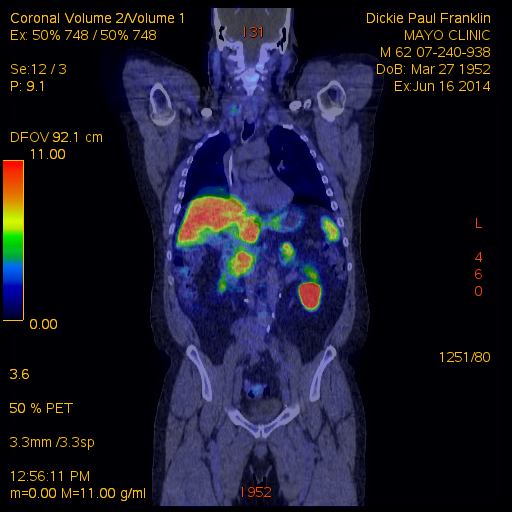 Coronal Volume 2/Volume 1
Ex: 50% 748 / 50% 748
Se:12 / 3
P: 9.1
DFOV 92.1 cm
11.00
0.00
3.6
50 % PET
3.3mm /3.3sp
12:56:11 PM
m=0.00 M=11.00 g/ml
I 31
I 952
Dickie Paul Franklin
MAYO CLINIC
M 62 07-240-938
DoB: Mar 27 1952
Ex:Jun 16 2014
L
4
6
0
1251/80